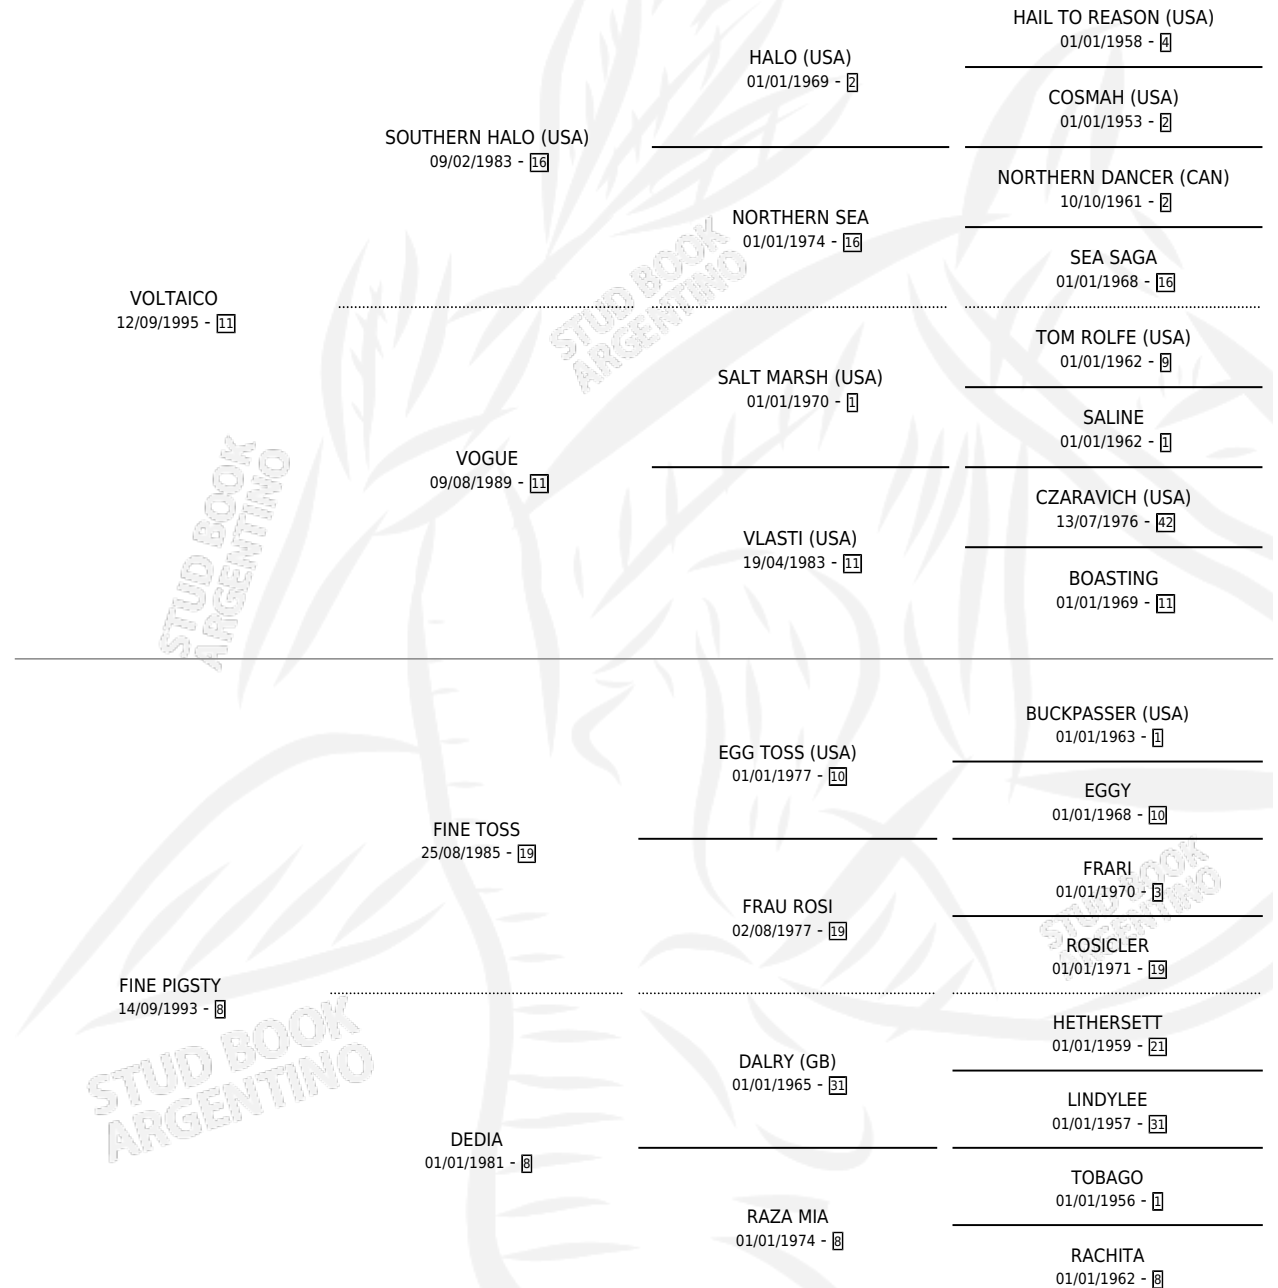 HAIL TO REASON (USA)
01/01/1958 - 4
HALO (USA)
01/01/1969 - 2
COSMAH (USA)
01/01/1953 - 2
SOUTHERN HALO (USA)
09/02/1983 - 16
NORTHERN DANCER (CAN)
10/10/1961 - 2
NORTHERN SEA
01/01/1974 - 16
SEA SAGA
01/01/1968 - 16
VOLTAICO
12/09/1995 - 11
TOM ROLFE (USA)
01/01/1962 - 9
SALT MARSH (USA)
01/01/1970 - 1
SALINE
01/01/1962 - 1
VOGUE
09/08/1989 - 11
CZARAVICH (USA)
13/07/1976 - 42
VLASTI (USA)
19/04/1983 - 11
BOASTING
01/01/1969 - 11
BUCKPASSER (USA)
01/01/1963 - 1
EGG TOSS (USA)
01/01/1977 - 10
EGGY
01/01/1968 - 10
FINE TOSS
25/08/1985 - 19
FRARI
01/01/1970 - 3
FRAU ROSI
02/08/1977 - 19
ROSICLER
01/01/1971 - 19
FINE PIGSTY
14/09/1993 - 8
HETHERSETT
01/01/1959 - 21
DALRY (GB)
01/01/1965 - 31
LINDYLEE
01/01/1957 - 31
DEDIA
01/01/1981 - 8
TOBAGO
01/01/1956 - 1
RAZA MIA
01/01/1974 - 8
RACHITA
01/01/1962 - 8
STUD BOOK
ARGENTINO
STUD BOOK
ARGENTINO
STUD BOOK
ARGENTINO
STUD BOOK
ARGENTINO